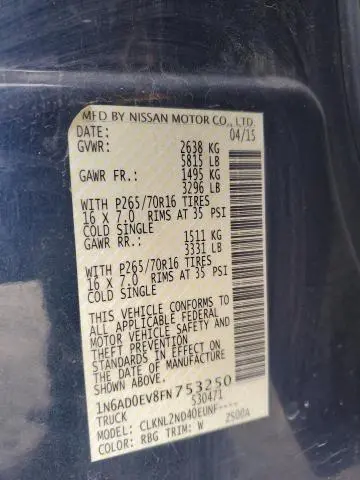 MFD BY NISSAN MOTOR CO., LTD.
DATE: 04/15
GVWR: 2638 KG
5815 LB
GAWR FR.: 1495 KG
3296 LB
WITH P265/70R16 TIRES
16 X 7.0 RIMS AT 35 PSI
COLD SINGLE
GAWR RR.: 1511 KG
3331 LB
WITH P265/70R16 TIRES
16 X 7.0 RIMS AT 35 PSI
COLD SINGLE
THIS VEHICLE CONFORMS TO
ALL APPLICABLE FEDERAL
MOTOR VEHICLE SAFETY AND
THEFT PREVENTION
STANDARDS IN EFFECT ON
THE DATE OF MANUFACTURE
SHOWN ABOVE.
1N6AD0EV8FN753250
TRUCK 5304/1
MODEL: CLKNL2ND40EUNF----
COLOR: RBG TRIM: W 2S00A